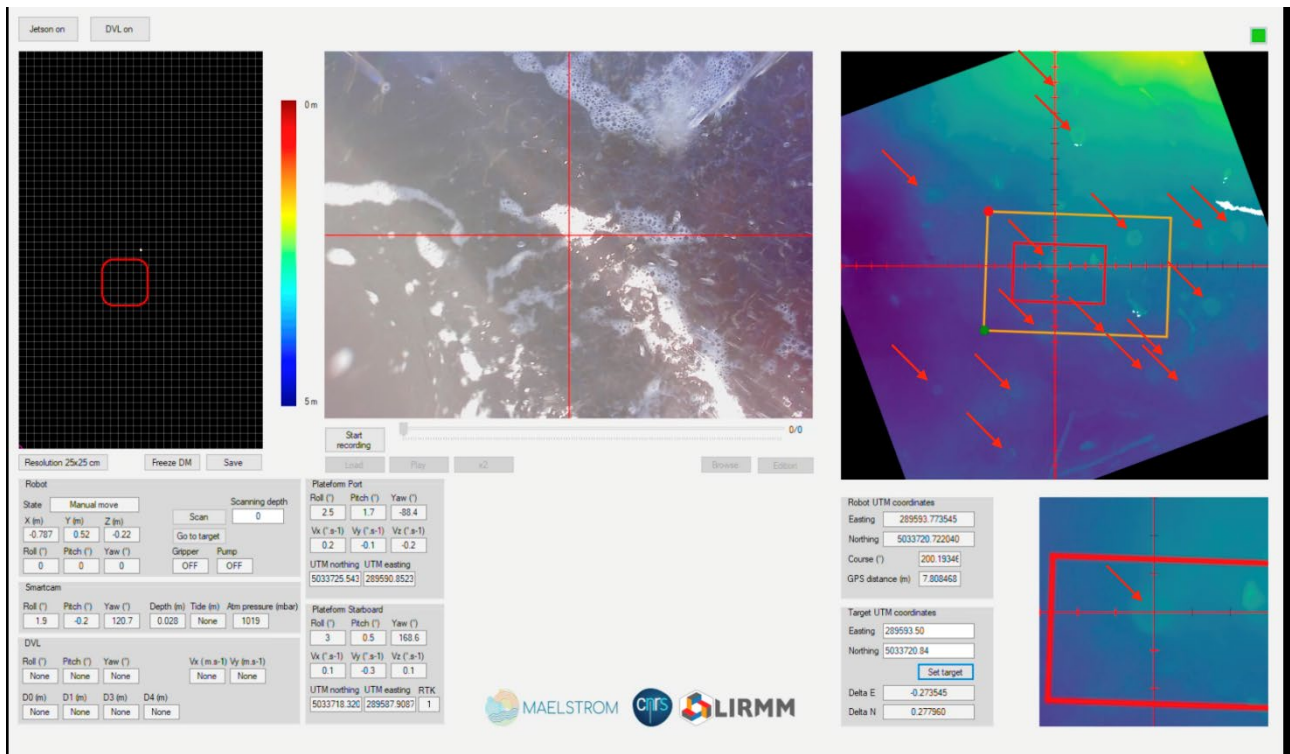 Jetson on
DVL on
0 m
5 m
Start recording
0/0
Load
Play
x2
Browse
Edition
Resolution 25x25 cm
Freeze DM
Save
Robot
State Manual move
Scanning depth
Scan 0
X (m) Y (m) Z (m)
-0.787 0.52 -0.22
Go to target
Roll (°) Pitch (°) Yaw (°) Gripper Pump
0 0 0 OFF OFF
Smartcam
Roll (°) Pitch (°) Yaw (°) Depth (m) Tide (m) Atm pressure (mbar)
1.9 -0.2 120.7 0.028 None 1019
DVL
Roll (°) Pitch (°) Yaw (°) Vx (m.s-1) Vy (m.s-1)
None None None None None
D0 (m) D1 (m) D3 (m) D4 (m)
None None None None
Plateform Port
Roll (°) Pitch (°) Yaw (°)
2.5 1.7 -88.4
Vx (°.s-1) Vy (°.s-1) Vz (°.s-1)
0.2 -0.1 -0.2
UTM northing UTM easting
5033725.543 289590.8523
Plateform Starboard
Roll (°) Pitch (°) Yaw (°)
3 0.5 168.6
Vx (°.s-1) Vy (°.s-1) Vz (°.s-1)
0.1 -0.3 0.1
UTM northing UTM easting RTK
5033718.320 289587.9087 1
MAELSTROM
cnrs
LIRMM
Robot UTM coordinates
Easting 289593.773545
Northing 5033720.722040
Course (°) 200.1934
GPS distance (m) 7.808468
Target UTM coordinates
Easting 289593.50
Northing 5033720.84
Set target
Delta E -0.273545
Delta N 0.277960